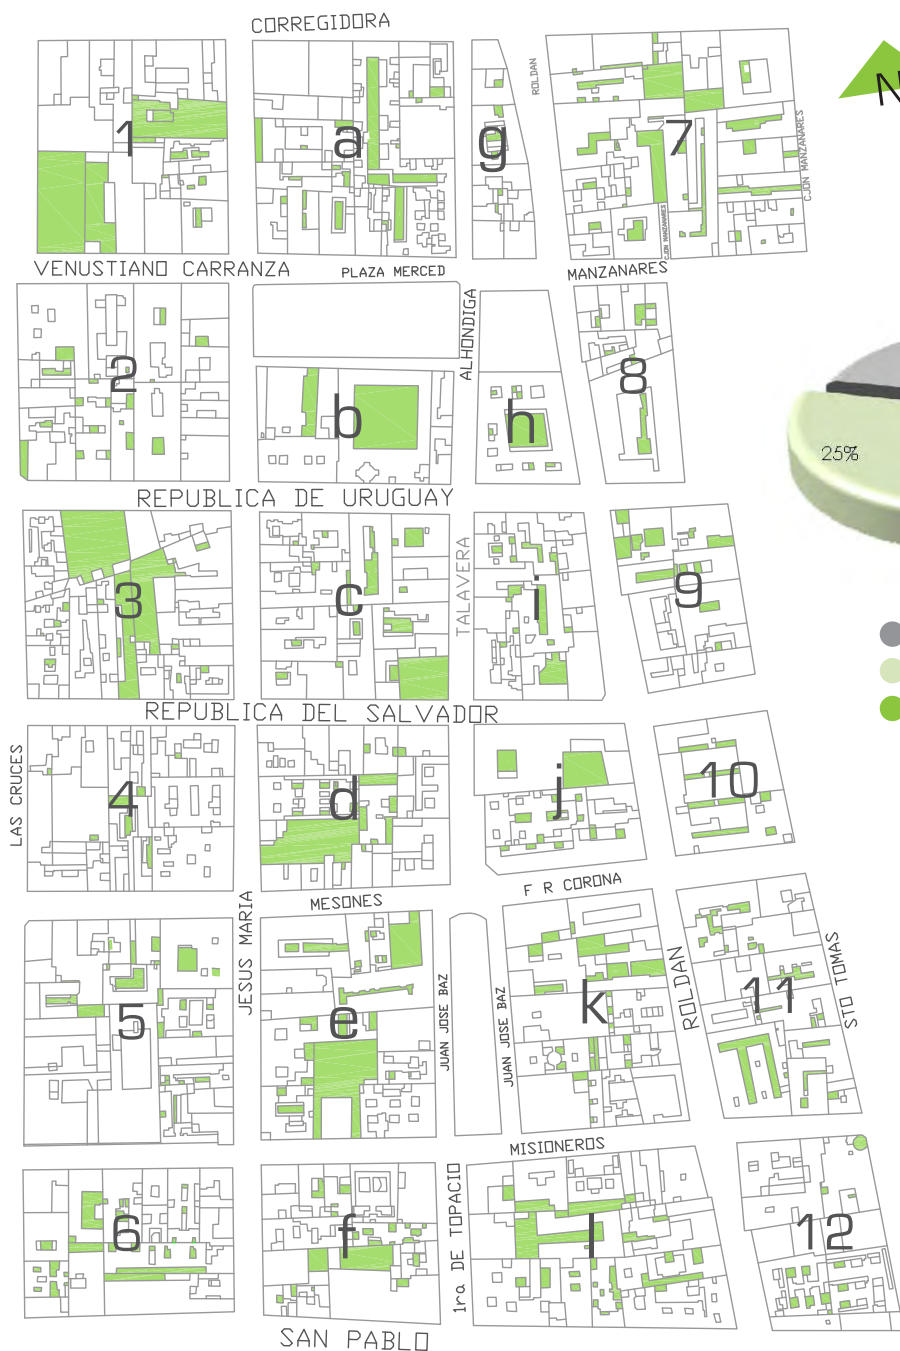 CORREGIDORA
N
ROLDAN
1
a
g
7
CJON MANZANARES
CJON MANZANARES
VENUSTIANO CARRANZA
PLAZA MERCED
MANZANARES
ALHONDIGA
2
b
h
8
25%
REPUBLICA DE URUGUAY
TALAVERA
3
c
i
9
REPUBLICA DEL SALVADOR
LAS CRUCES
4
d
j
10
F R CORONA
MESONES
JESUS MARIA
JUAN JOSE BAZ
JUAN JOSE BAZ
ROLDAN
STO TOMAS
5
e
k
11
MISIONEROS
1ra DE TOPACIO
6
f
l
12
SAN PABLO